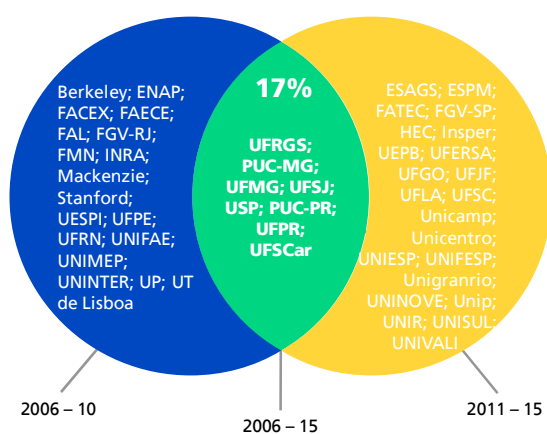 Berkeley; ENAP;
FACEX; FAECE;
FAL; FGV-RJ;
FMN; INRA;
Mackenzie;
Stanford;
UESPI; UFPE;
UFRN; UNIFAE;
UNIMEP;
UNINTER; UP; UT
de Lisboa
17%
UFRGS;
PUC-MG;
UFMG; UFSJ;
USP; PUC-PR;
UFPR;
UFSCar
ESAGS; ESPM;
FATEC; FGV-SP;
HEC; Insper;
UEPB; UFERSA;
UFGO; UFJF;
UFLA; UFSC;
Unicamp;
Unicentro;
UNIESP; UNIFESP;
Unigranrio;
UNINOVE; Unip;
UNIR; UNISUL;
UNIVALI
2006 – 10
2006 – 15
2011 – 15